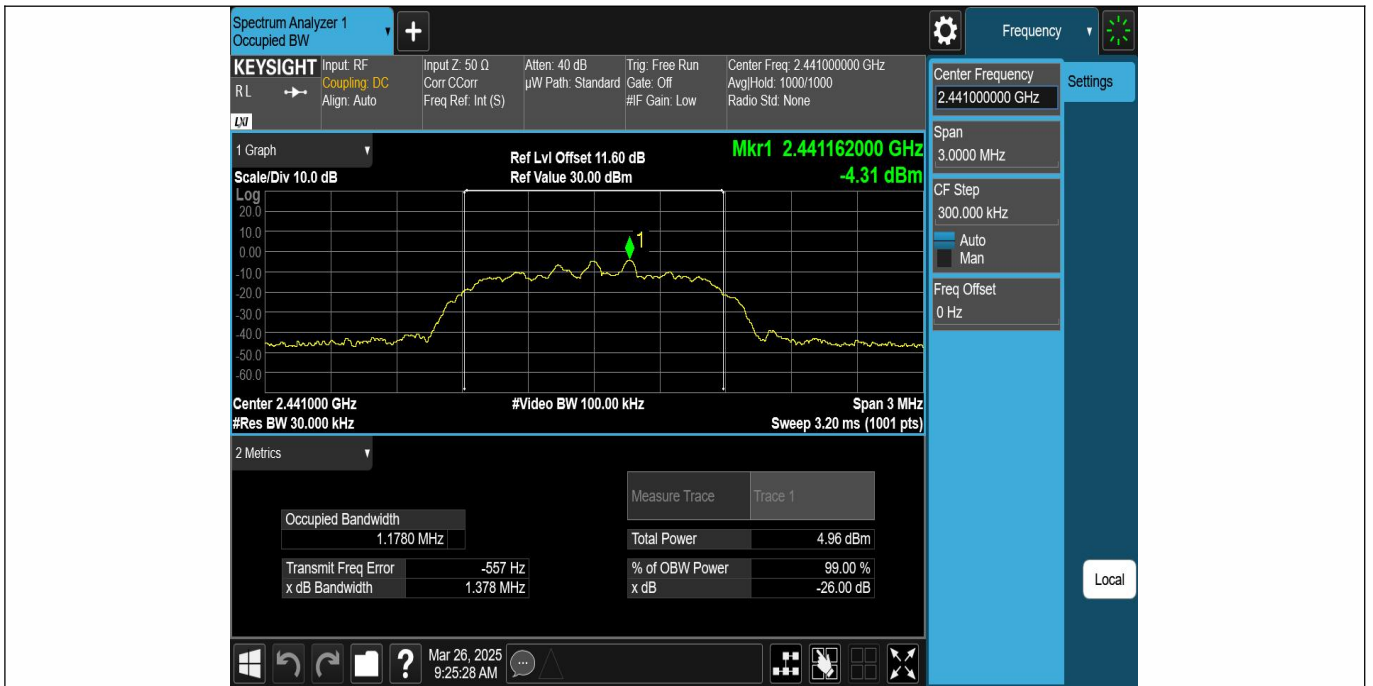 Spectrum Analyzer 1
Occupied BW
Frequency
KEYSIGHT
RL
LXI
Input: RF
Coupling: DC
Align: Auto
Input Z: 50 Ω
Corr CCorr
Freq Ref: Int (S)
Atten: 40 dB
µW Path: Standard
Trig: Free Run
Gate: Off
#IF Gain: Low
Center Freq: 2.441000000 GHz
Avg|Hold: 1000/1000
Radio Std: None
Center Frequency
2.441000000 GHz
Settings
Span
3.0000 MHz
CF Step
300.000 kHz
Auto
Man
Freq Offset
0 Hz
Local
1 Graph
Scale/Div 10.0 dB
Ref Lvl Offset 11.60 dB
Ref Value 30.00 dBm
Mkr1 2.441162000 GHz
-4.31 dBm
Log
20.0
10.0
0.00
-10.0
-20.0
-30.0
-40.0
-50.0
-60.0
1
Center 2.441000 GHz
#Res BW 30.000 kHz
#Video BW 100.00 kHz
Span 3 MHz
Sweep 3.20 ms (1001 pts)
2 Metrics
Measure Trace Trace 1
Occupied Bandwidth
1.1780 MHz
Total Power 4.96 dBm
Transmit Freq Error -557 Hz
% of OBW Power 99.00 %
x dB Bandwidth 1.378 MHz
x dB -26.00 dB
?
Mar 26, 2025
9:25:28 AM